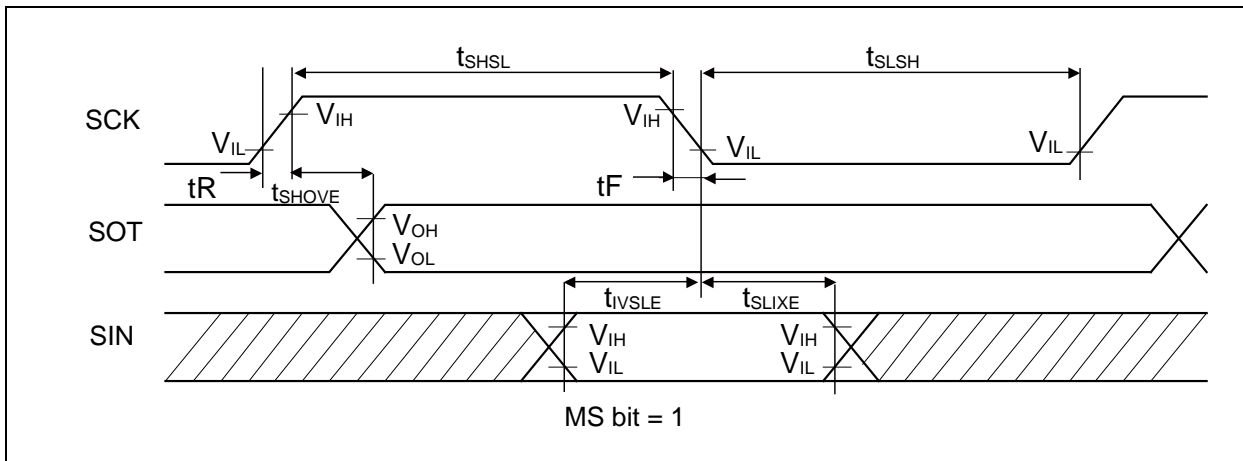 tSHSL
tSLSH
SCK
VIH
VIH
VIL
VIL
VIL
tR
tSHOVE
tF
SOT
VOH
VOL
tIVSLE
tSLIXE
SIN
VIH
VIH
VIL
VIL
MS bit = 1